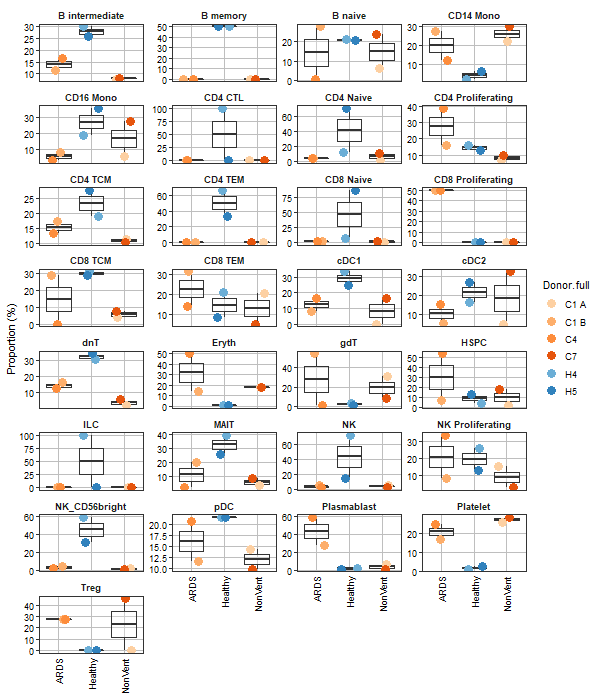 B intermediate
B memory
B naive
CD14 Mono
30
25
20
15
10
50
40
30
20
10
0
20
10
0
30
20
10
0
CD16 Mono
CD4 CTL
CD4 Naive
CD4 Proliferating
30
20
10
100
75
50
25
0
60
40
20
0
40
30
20
10
CD4 TCM
CD4 TEM
CD8 Naive
CD8 Proliferating
25
20
15
10
60
40
20
0
75
50
25
0
50
40
30
20
10
0
CD8 TCM
CD8 TEM
cDC1
cDC2
30
20
10
0
30
20
10
30
20
10
0
30
20
10
dnT
Eryth
gdT
HSPC
30
20
10
50
40
30
20
10
0
40
20
0
50
40
30
20
10
0
ILC
MAIT
NK
NK Proliferating
100
75
50
25
0
40
30
20
10
60
40
20
0
30
20
10
NK_CD56bright
pDC
Plasmablast
Platelet
60
40
20
0
20.0
17.5
15.0
12.5
10.0
60
40
20
0
20
10
0
Treg
40
30
20
10
0
ARDS
Healthy
NonVent
ARDS
Healthy
NonVent
ARDS
Healthy
NonVent
ARDS
Healthy
NonVent
Proportion (%)
Donor.full
C1 A
C1 B
C4
C7
H4
H5